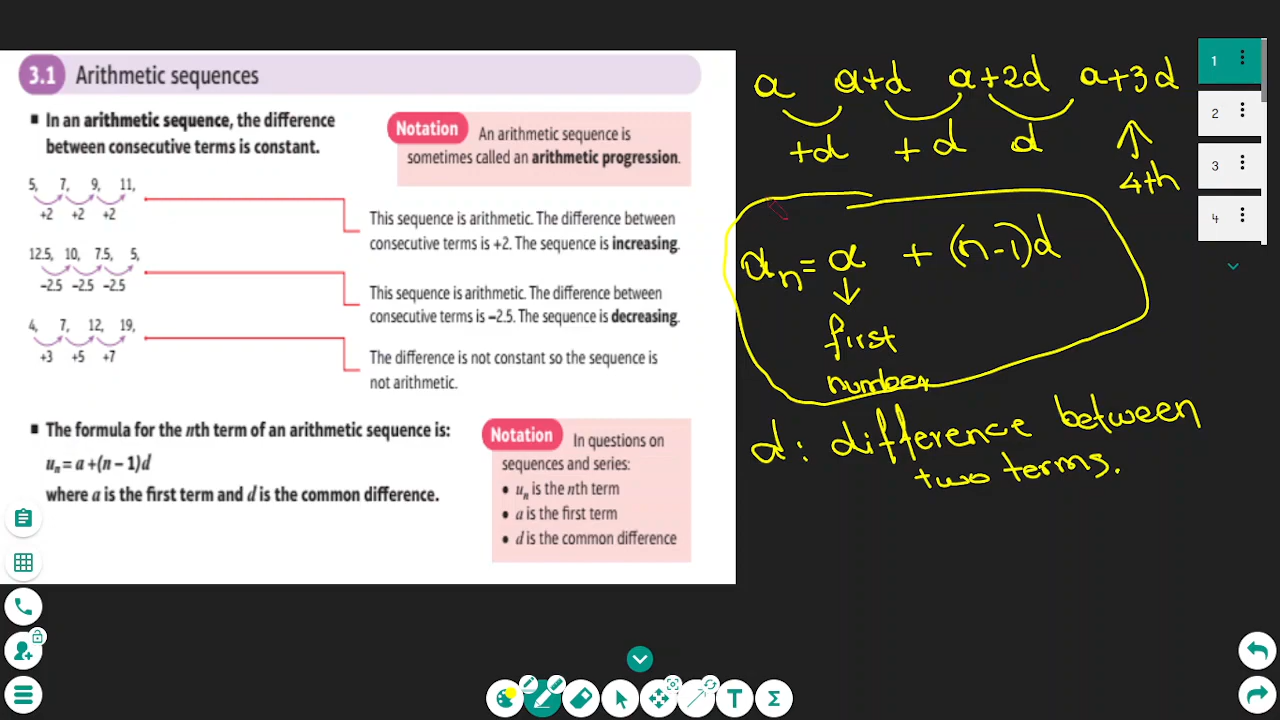 3.1 Arithmetic sequences
▪ In an arithmetic sequence, the difference
between consecutive terms is constant.
Notation An arithmetic sequence is
sometimes called an arithmetic progression.
5, 7, 9, 11,
+2 +2 +2
This sequence is arithmetic. The difference between
consecutive terms is +2. The sequence is increasing.
12.5, 10, 7.5, 5,
−2.5 −2.5 −2.5
This sequence is arithmetic. The difference between
consecutive terms is −2.5. The sequence is decreasing.
4, 7, 12, 19,
+3 +5 +7
The difference is not constant so the sequence is
not arithmetic.
▪ The formula for the nth term of an arithmetic sequence is:
uₙ = a +(n − 1)d
where a is the first term and d is the common difference.
Notation In questions on
sequences and series:
• uₙ is the nth term
• a is the first term
• d is the common difference
a a+d a+2d a+3d
+d +d d
4th
aₙ = a + (n-1)d
first
number
d: difference between
two terms.
1
2
3
4
T Σ